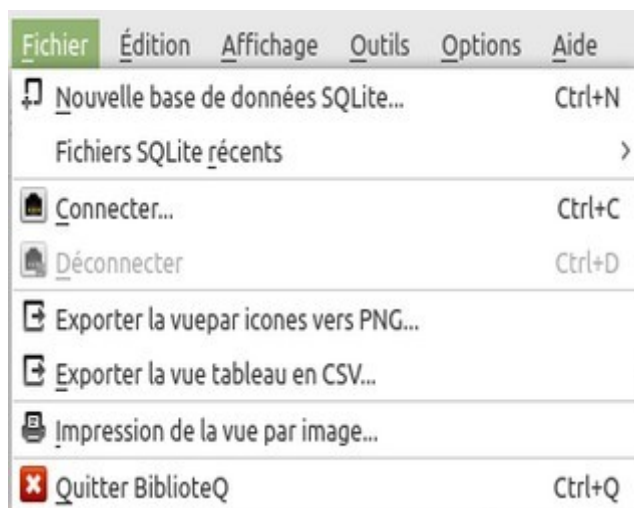 Fichier Édition Affichage Outils Options Aide
Nouvelle base de données SQLite... Ctrl+N
Fichiers SQLite récents
Connecter... Ctrl+C
Déconnecter Ctrl+D
Exporter la vuepar icones vers PNG...
Exporter la vue tableau en CSV...
Impression de la vue par image...
Quitter BiblioteQ Ctrl+Q